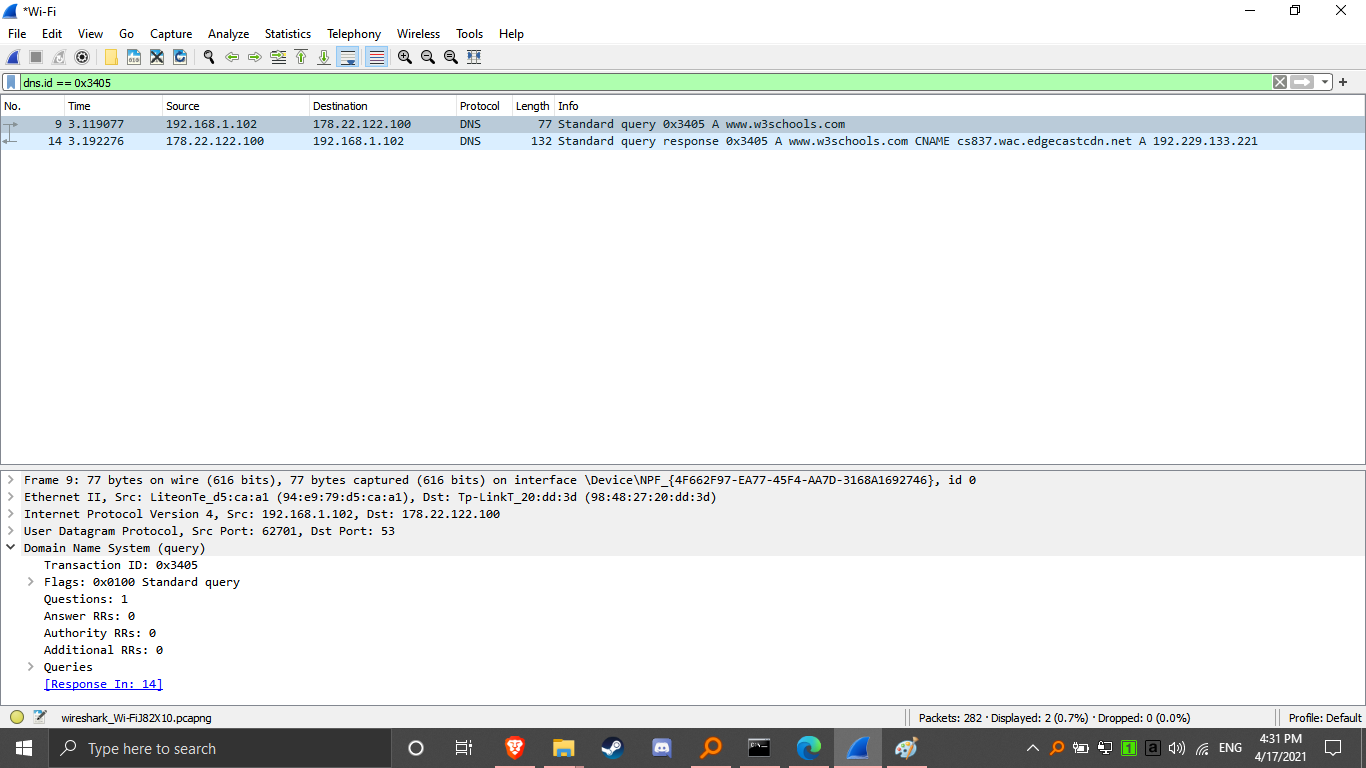 *Wi-Fi
File Edit View Go Capture Analyze Statistics Telephony Wireless Tools Help
dns.id == 0x3405
No. Time Source Destination Protocol Length Info
9 3.119077 192.168.1.102 178.22.122.100 DNS 77 Standard query 0x3405 A www.w3schools.com
14 3.192276 178.22.122.100 192.168.1.102 DNS 132 Standard query response 0x3405 A www.w3schools.com CNAME cs837.wac.edgecastcdn.net A 192.229.133.221
Frame 9: 77 bytes on wire (616 bits), 77 bytes captured (616 bits) on interface \Device\NPF_{4F662F97-EA77-45F4-AA7D-3168A1692746}, id 0
Ethernet II, Src: LiteonTe_d5:ca:a1 (94:e9:79:d5:ca:a1), Dst: Tp-LinkT_20:dd:3d (98:48:27:20:dd:3d)
Internet Protocol Version 4, Src: 192.168.1.102, Dst: 178.22.122.100
User Datagram Protocol, Src Port: 62701, Dst Port: 53
Domain Name System (query)
Transaction ID: 0x3405
Flags: 0x0100 Standard query
Questions: 1
Answer RRs: 0
Authority RRs: 0
Additional RRs: 0
Queries
[Response In: 14]
wireshark_Wi-FiJ82X10.pcapng Packets: 282 · Displayed: 2 (0.7%) · Dropped: 0 (0.0%) Profile: Default
Type here to search 1 a ENG 4:31 PM
4/17/2021